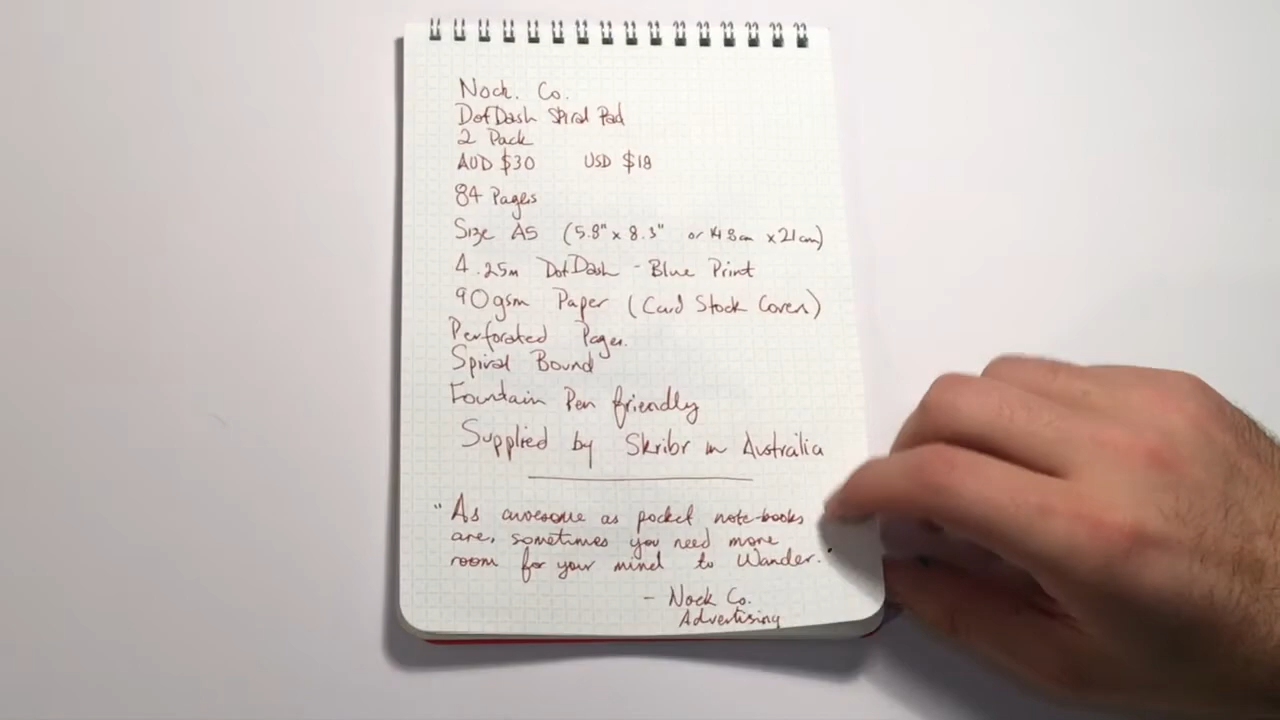 Nock. Co.
DotDash Spiral Pad
2 Pack
AUD $30 USD $18
84 Pages
Size A5 (5.8" x 8.3" or 14.8cm x 21cm)
4.25m DotDash - Blue Print
90gsm Paper (Card Stock Cover)
Perforated Pages.
Spiral Bound
Fountain Pen friendly
Supplied by Skribr in Australia
"As awesome as pocket note-books
are, sometimes you need more
room for your mind to Wander."
- Nock Co.
Advertising